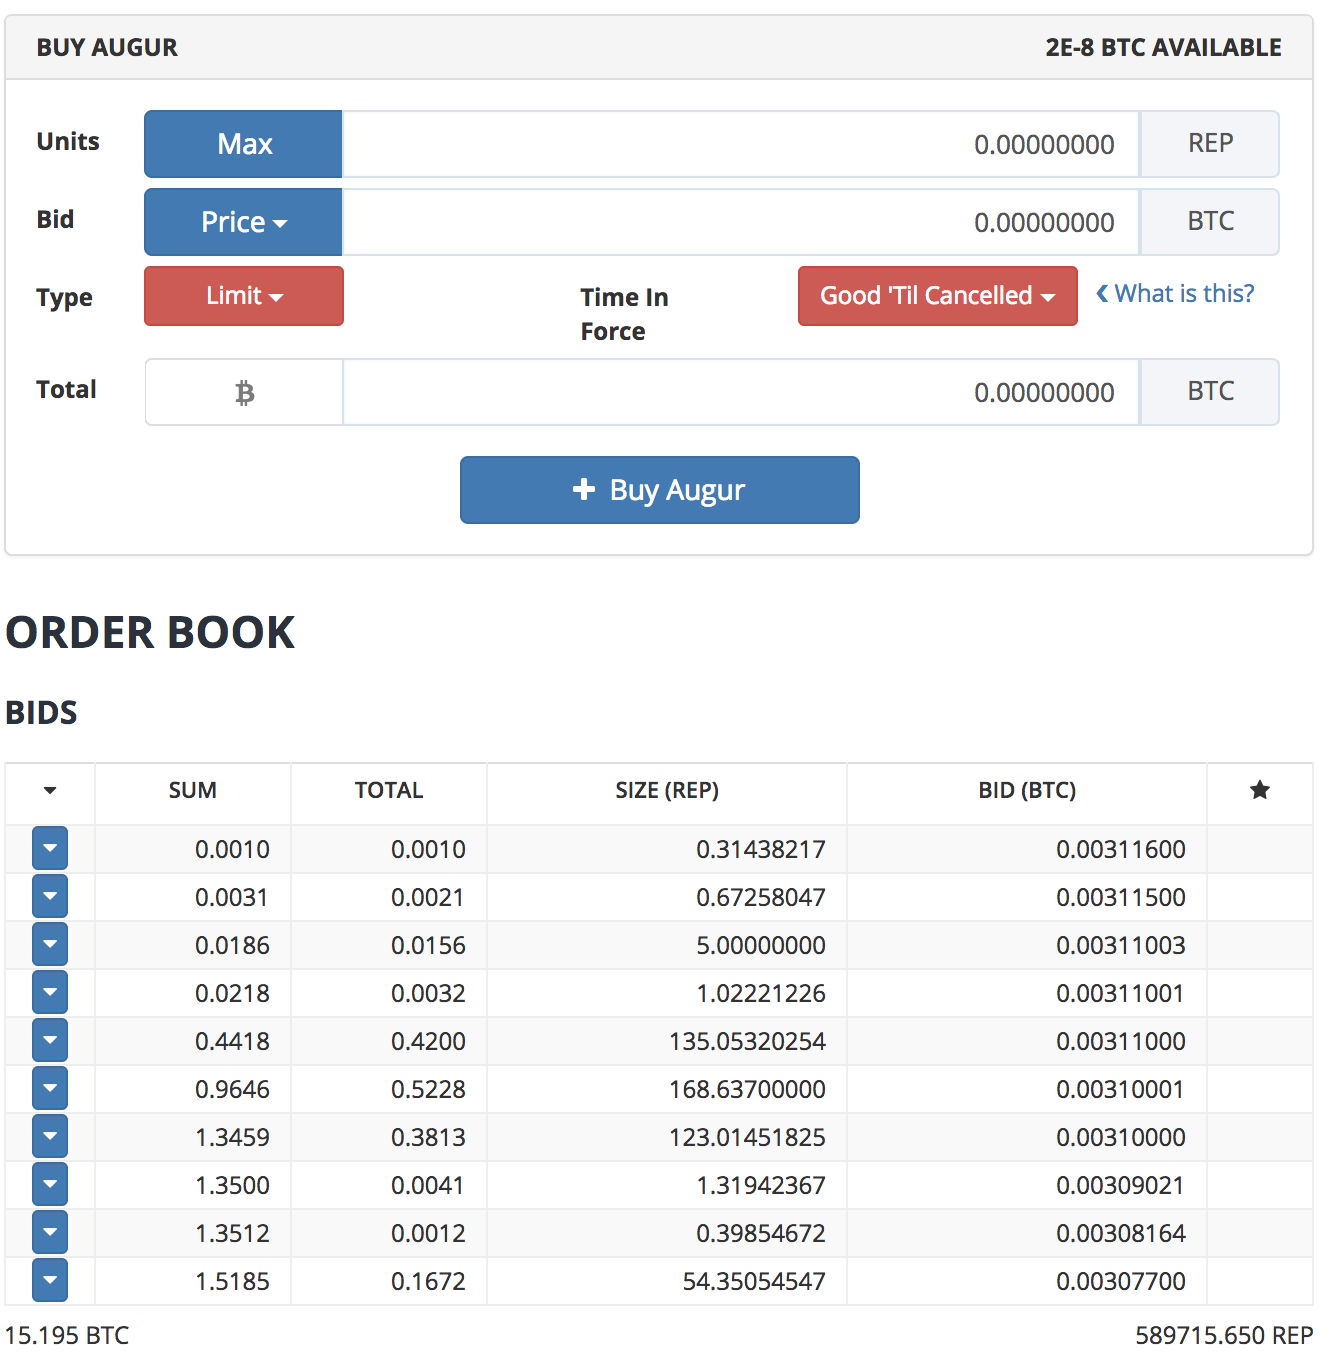 BUY AUGUR 2E-8 BTC AVAILABLE
Units Max 0.00000000 REP
Bid Price 0.00000000 BTC
Type Limit Time In Force Good 'Til Cancelled What is this?
Total 0.00000000 BTC
Buy Augur
ORDER BOOK
BIDS
SUM TOTAL SIZE (REP) BID (BTC)
0.0010 0.0010 0.31438217 0.00311600
0.0031 0.0021 0.67258047 0.00311500
0.0186 0.0156 5.00000000 0.00311003
0.0218 0.0032 1.02221226 0.00311001
0.4418 0.4200 135.05320254 0.00311000
0.9646 0.5228 168.63700000 0.00310001
1.3459 0.3813 123.01451825 0.00310000
1.3500 0.0041 1.31942367 0.00309021
1.3512 0.0012 0.39854672 0.00308164
1.5185 0.1672 54.35054547 0.00307700
15.195 BTC 589715.650 REP